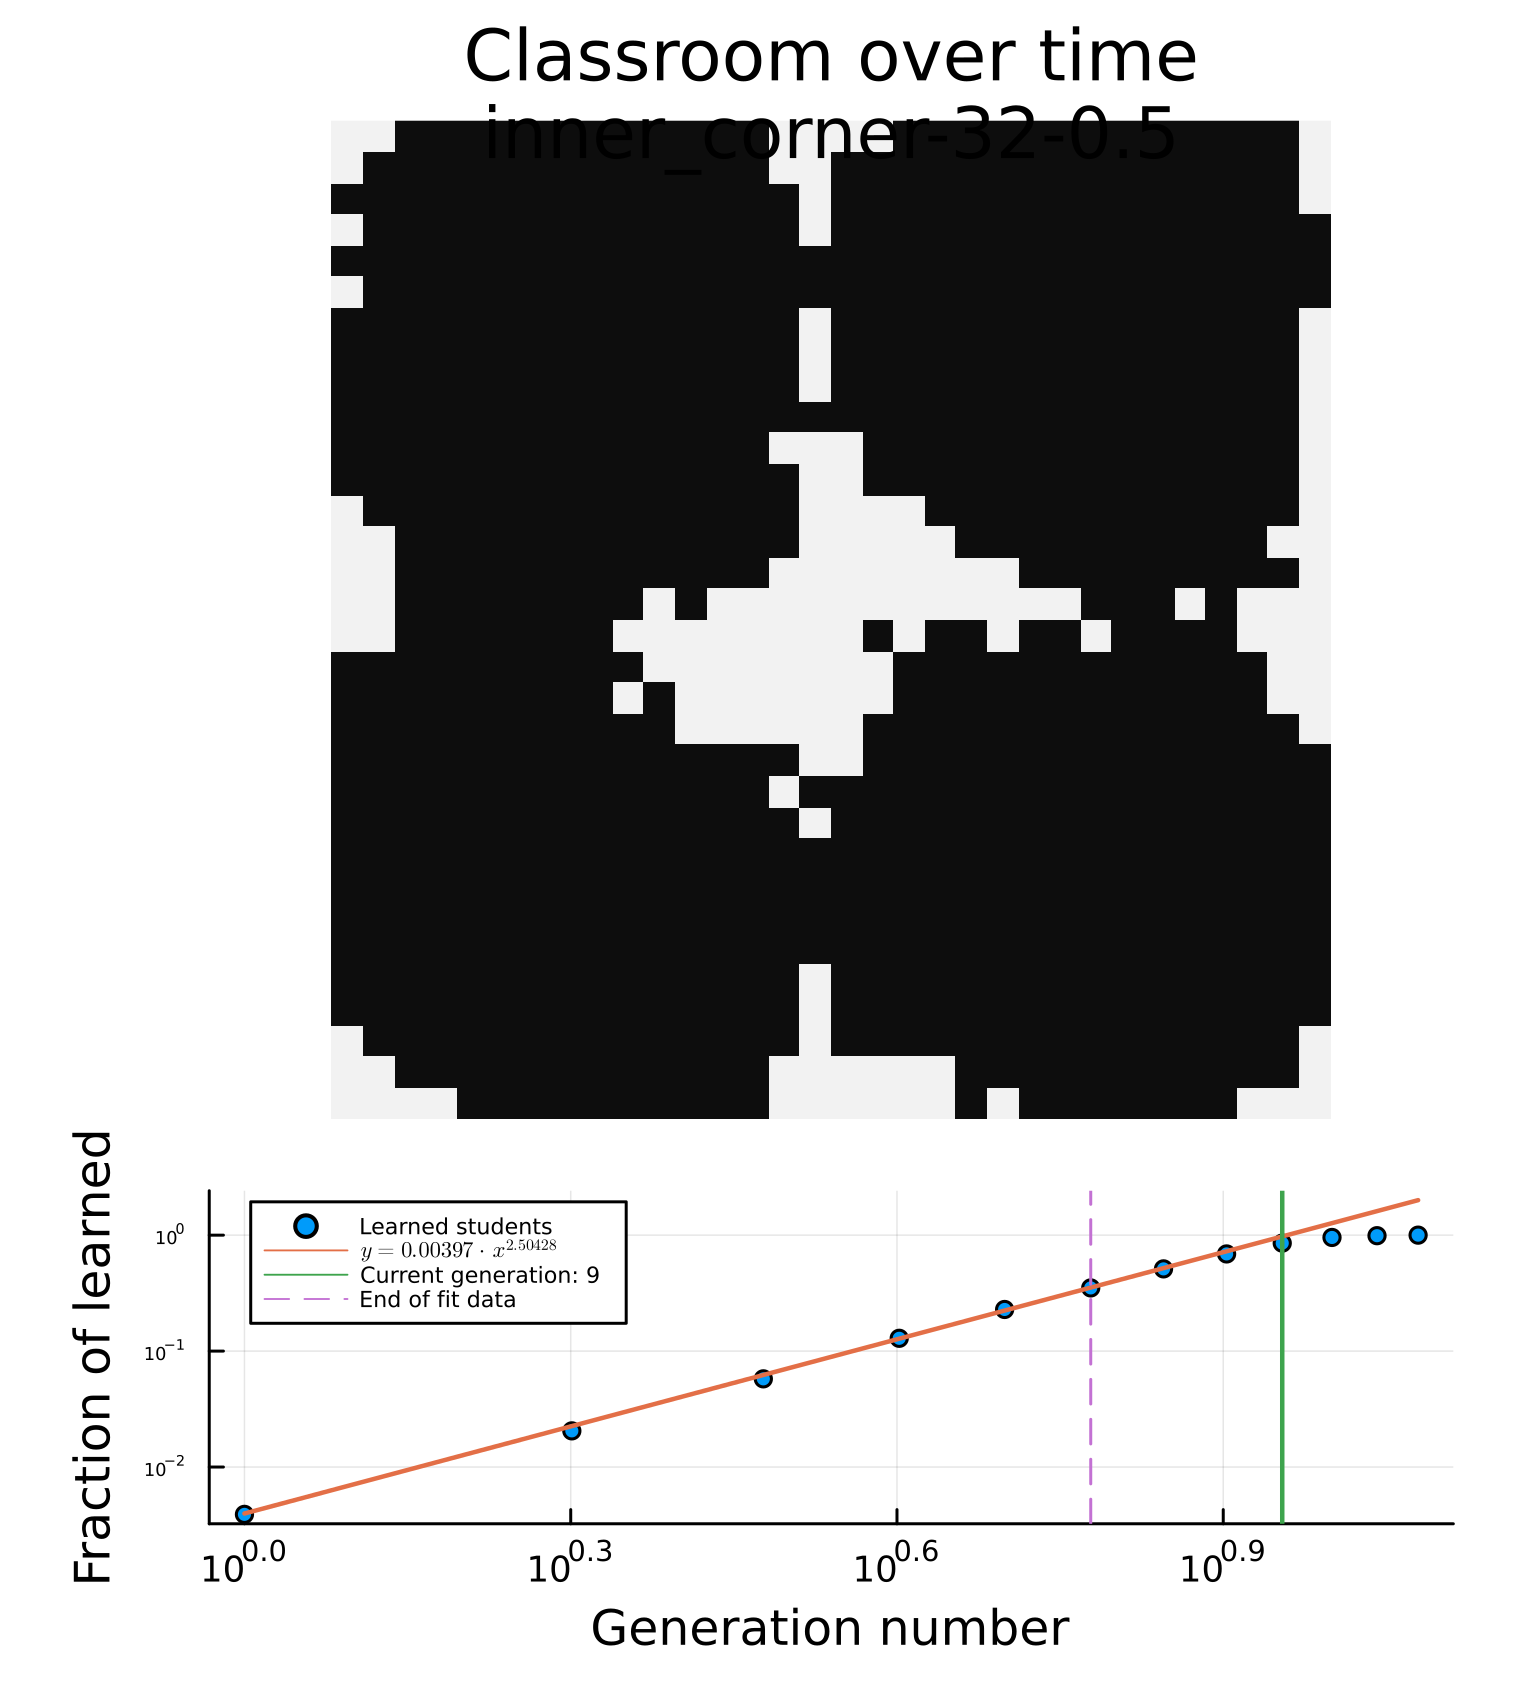 Classroom over time
inner_corner-32-0.5
Fraction of learned
10⁰
10⁻¹
10⁻²
Learned students
y = 0.00397 · x^2.50428
Current generation: 9
End of fit data
10^0.0 10^0.3 10^0.6 10^0.9
Generation number